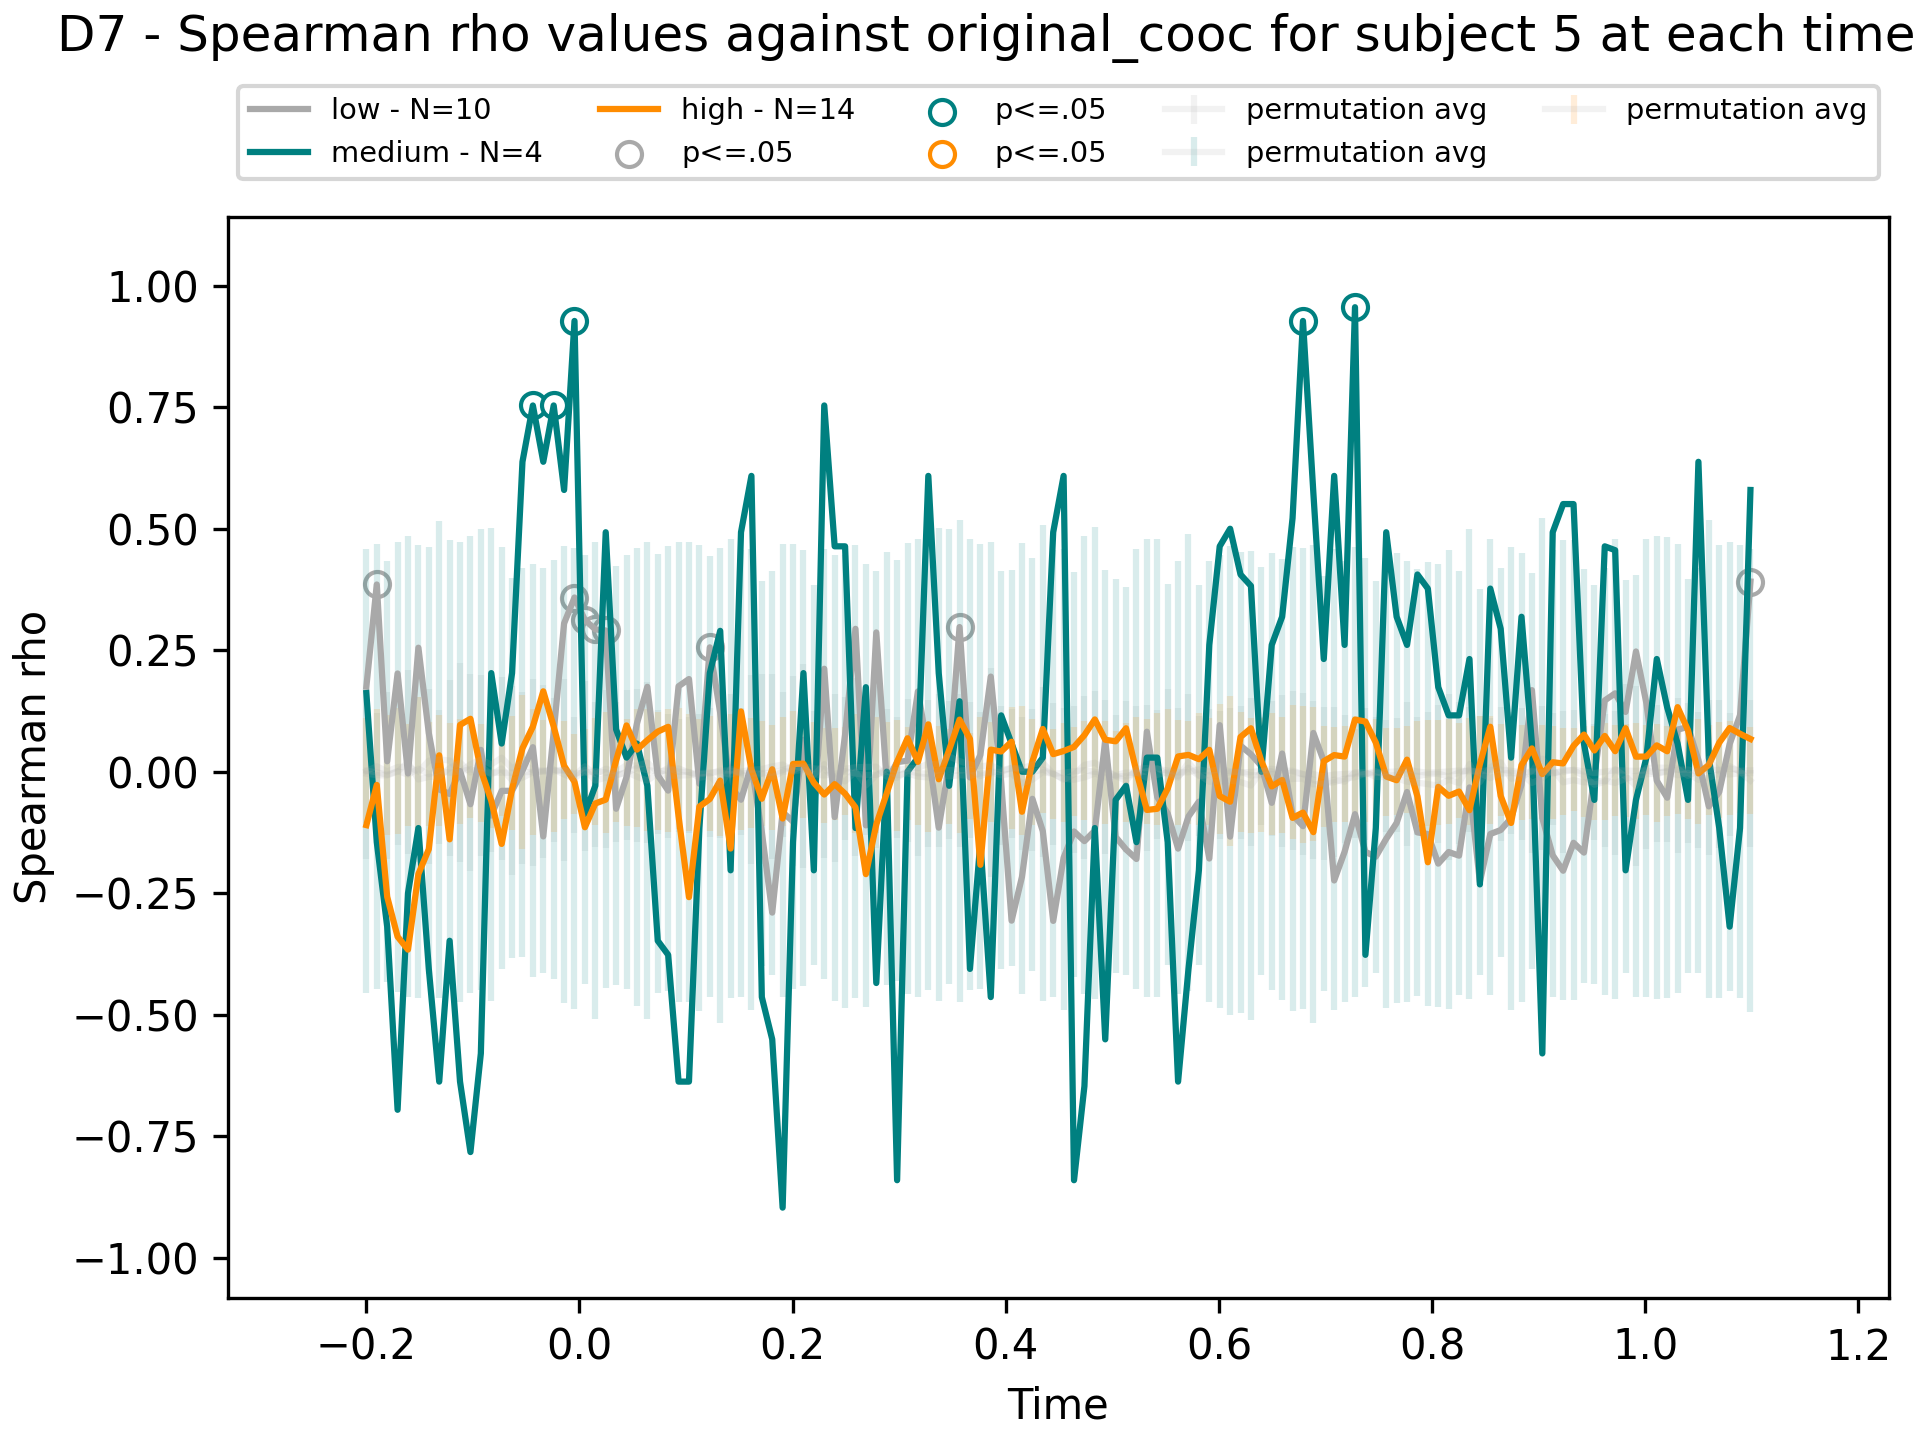 D7 - Spearman rho values against original_cooc for subject 5 at each time
low - N=10
medium - N=4
high - N=14
p<=.05
p<=.05
p<=.05
permutation avg
permutation avg
permutation avg
1.00
0.75
0.50
0.25
0.00
−0.25
−0.50
−0.75
−1.00
Spearman rho
−0.2
0.0
0.2
0.4
0.6
0.8
1.0
1.2
Time